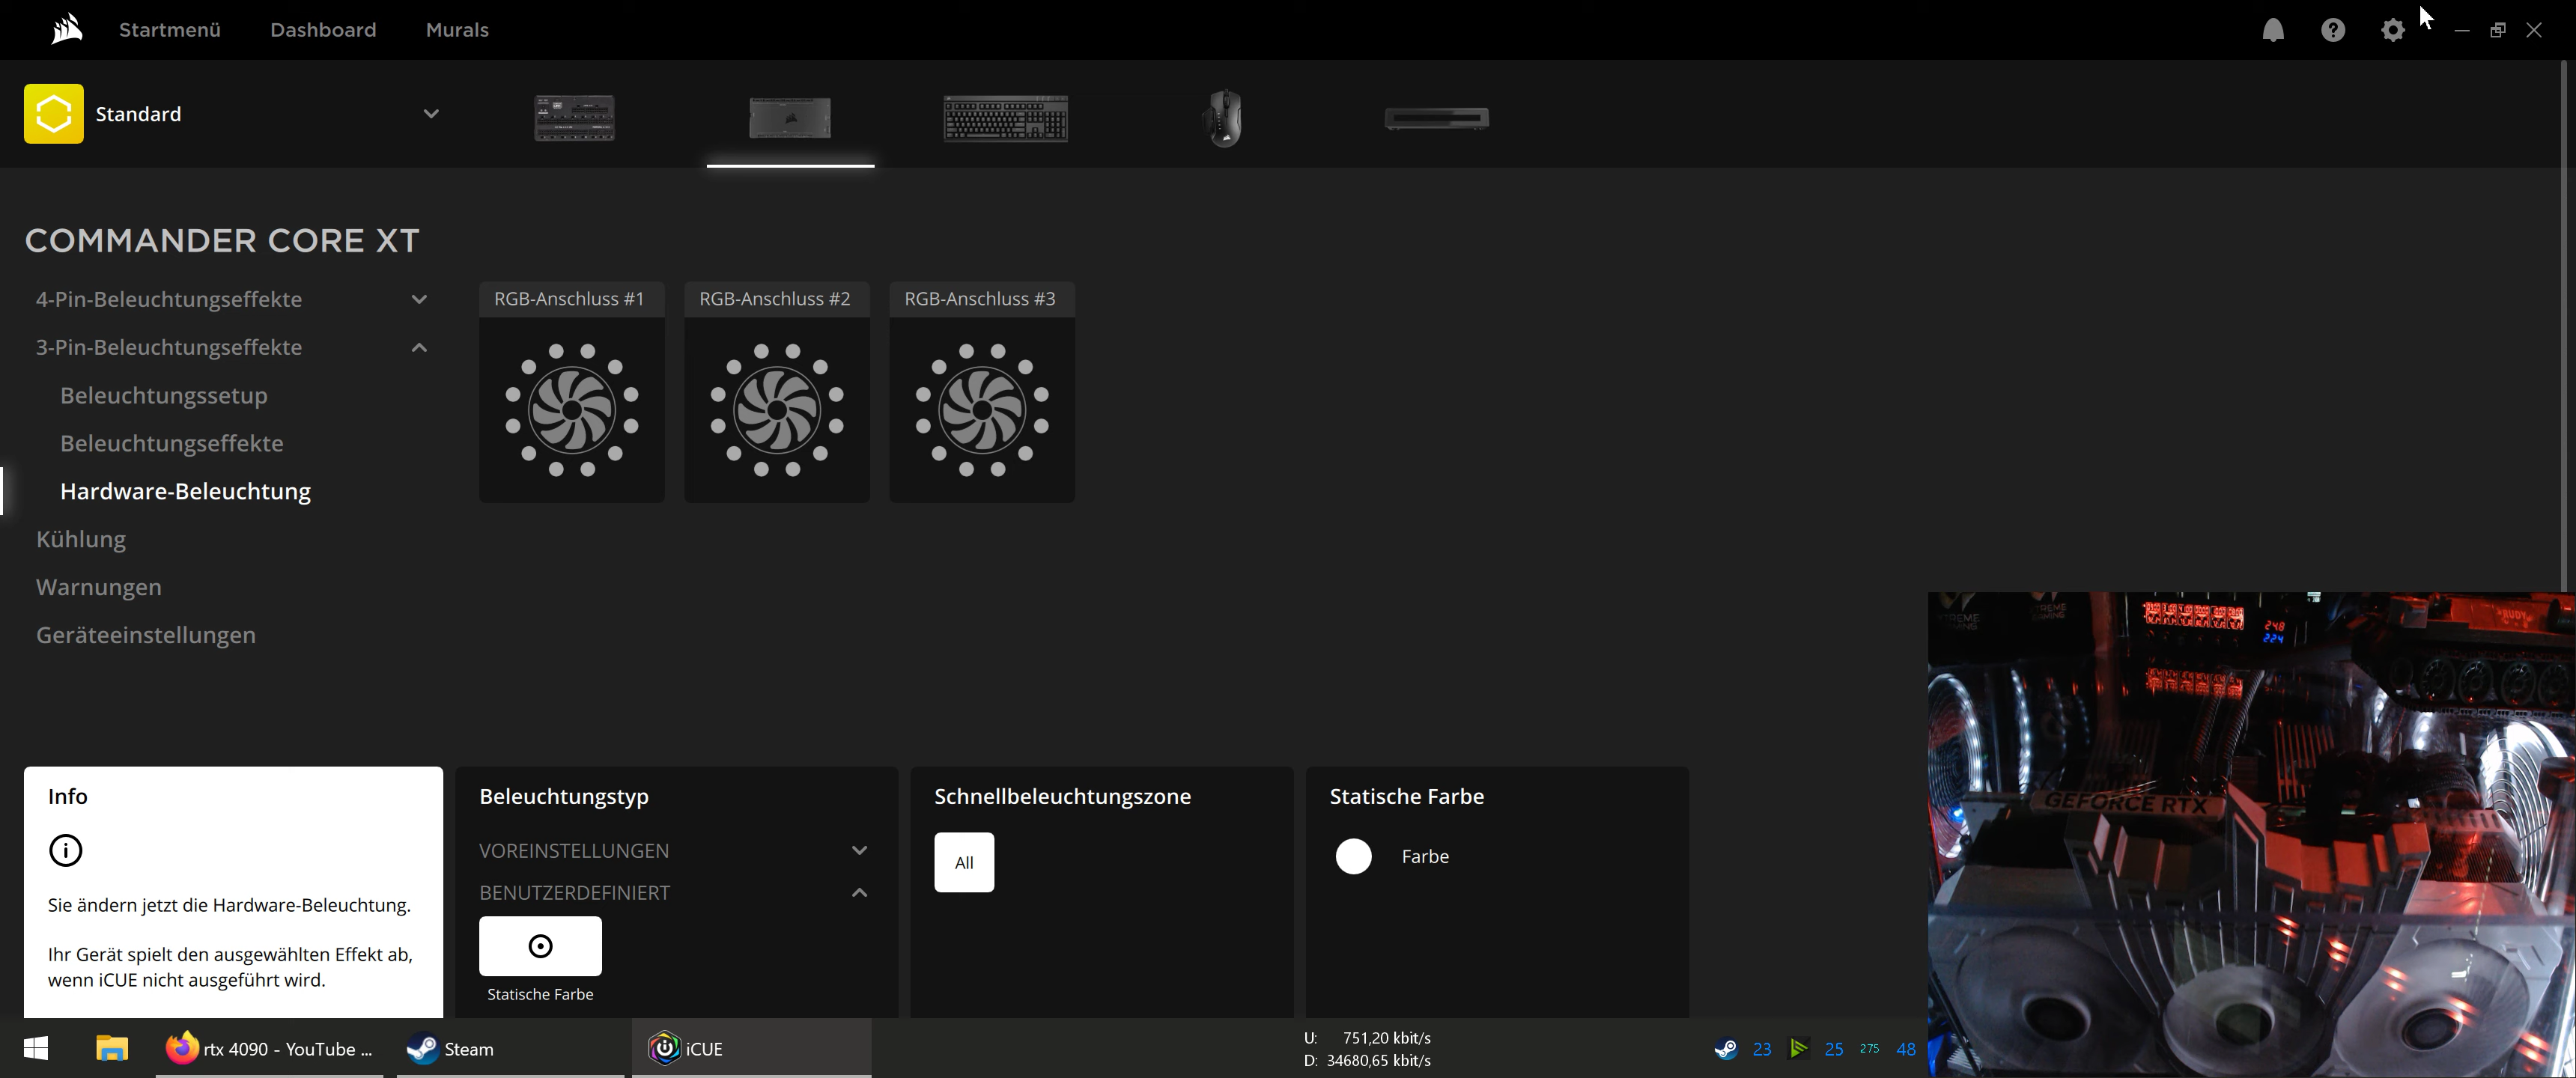 Startmenü Dashboard Murals
Standard
COMMANDER CORE XT
4-Pin-Beleuchtungseffekte
3-Pin-Beleuchtungseffekte
Beleuchtungssetup
Beleuchtungseffekte
Hardware-Beleuchtung
Kühlung
Warnungen
Geräteeinstellungen
RGB-Anschluss #1
RGB-Anschluss #2
RGB-Anschluss #3
Info
Sie ändern jetzt die Hardware-Beleuchtung.
Ihr Gerät spielt den ausgewählten Effekt ab,
wenn iCUE nicht ausgeführt wird.
Beleuchtungstyp
VOREINSTELLUNGEN
BENUTZERDEFINIERT
Statische Farbe
Schnellbeleuchtungszone
All
Statische Farbe
Farbe
GAMING
248
224
GEFORCE RTX
rtx 4090 - YouTube ...
Steam
iCUE
U: 751,20 kbit/s
D: 34680,65 kbit/s
23 25 275 48